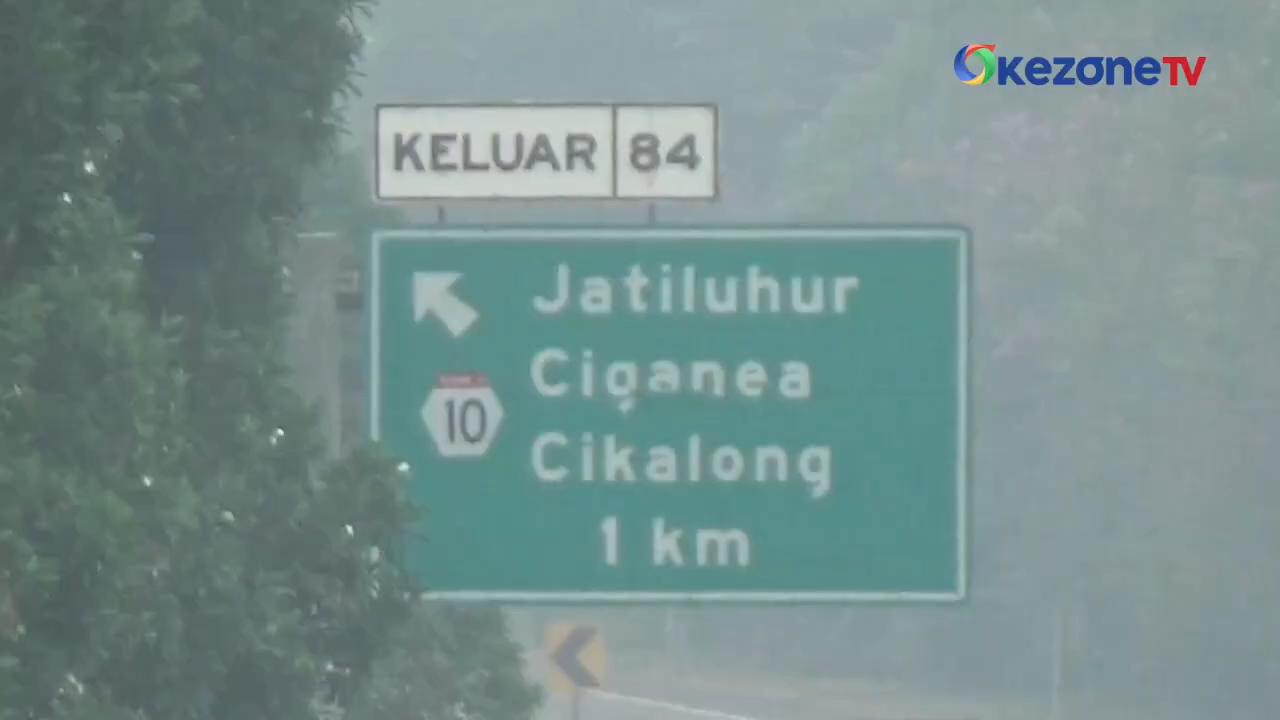 OkezoneTV
KELUAR 84
Jatiluhur
Ciganea
10
Cikalong
1 km